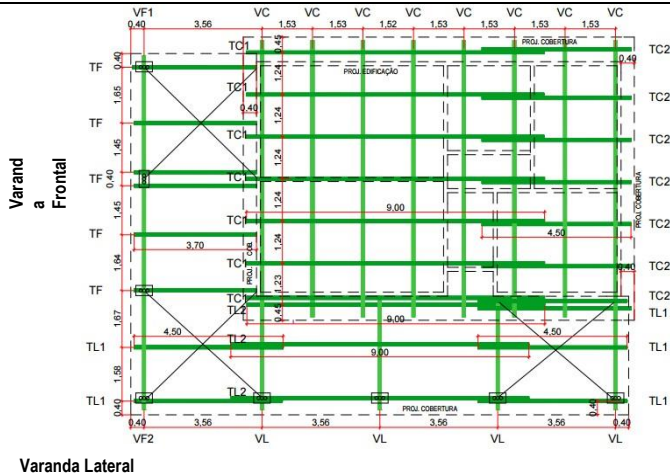 VF1 VC VC VC VC VC VC VC VC
0,40 3,56 1,53 1,53 1,52 1,53 1,53 1,53
0,40 TC1 0,45 PROJ. COBERTURA TC2
TF 1,24 PROJ. EDIFICAÇÃO 0,40
1,65 TC1 TC2
0,40
TF 1,24
1,45 TC1 TC2
1,24
TF TC1 TC2
0,40
1,45 1,24 9,00
TC1 TC2
TF 3,70 1,24 4,50
PROJ. COB. PROJ. COBERTURA
1,64 TC1 TC2
TF 1,23 0,40
TC1 TC2
1,67 TL2 0,45 TL1
4,50 9,00 4,50
TL1 TL2 TL1
9,00
1,58
TL1 TL2 TL1
0,40 PROJ. COBERTURA 0,40
0,40 3,56 3,56 3,56 3,56 0,40
VF2 VL VL VL VL
Varand
a
Frontal
Varanda Lateral